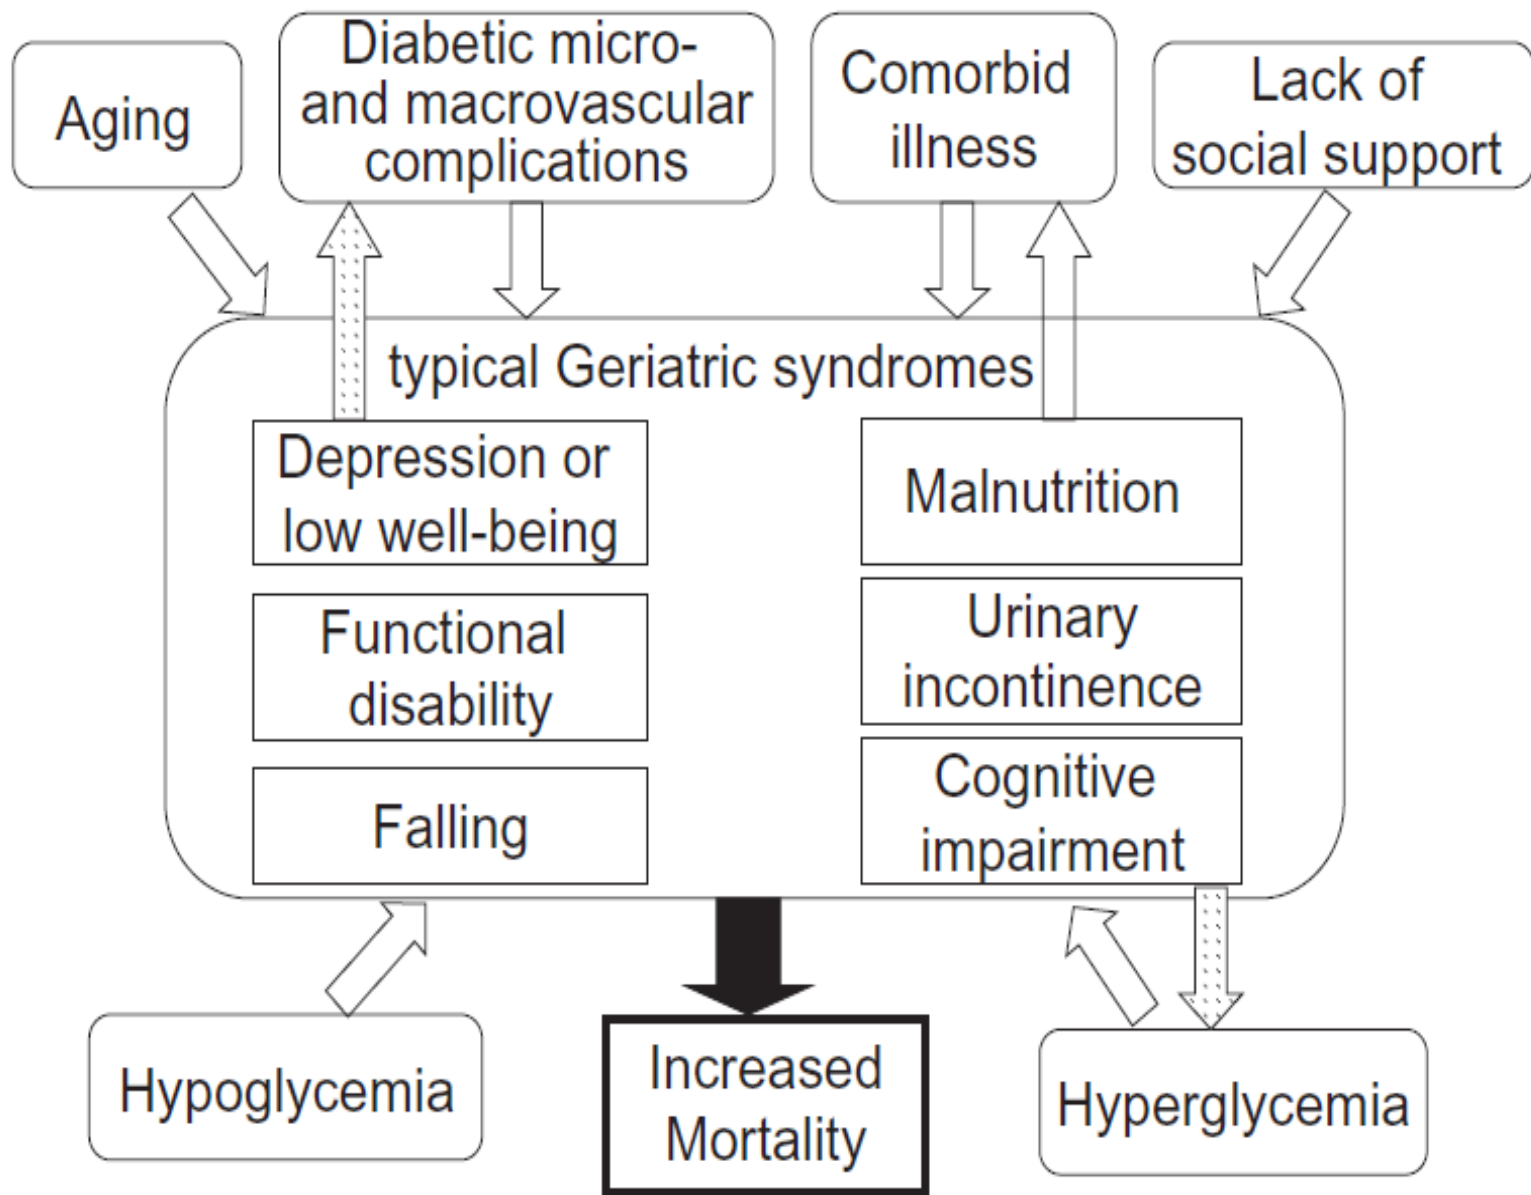 Aging
Diabetic micro-
and macrovascular
complications
Comorbid
illness
Lack of
social support
typical Geriatric syndromes
Depression or
low well-being
Functional
disability
Falling
Malnutrition
Urinary
incontinence
Cognitive
impairment
Hypoglycemia
Increased
Mortality
Hyperglycemia